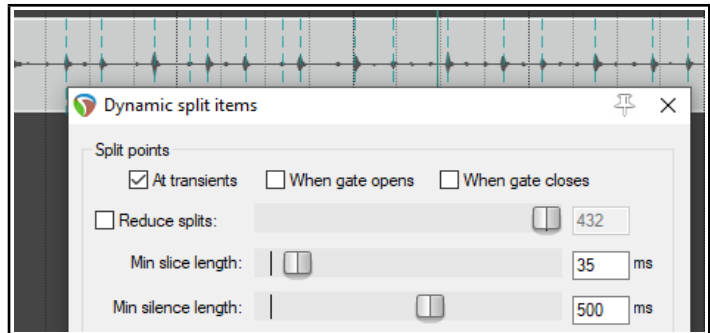 Dynamic split items
Split points
At transients When gate opens When gate closes
Reduce splits: 432
Min slice length: 35 ms
Min silence length: 500 ms